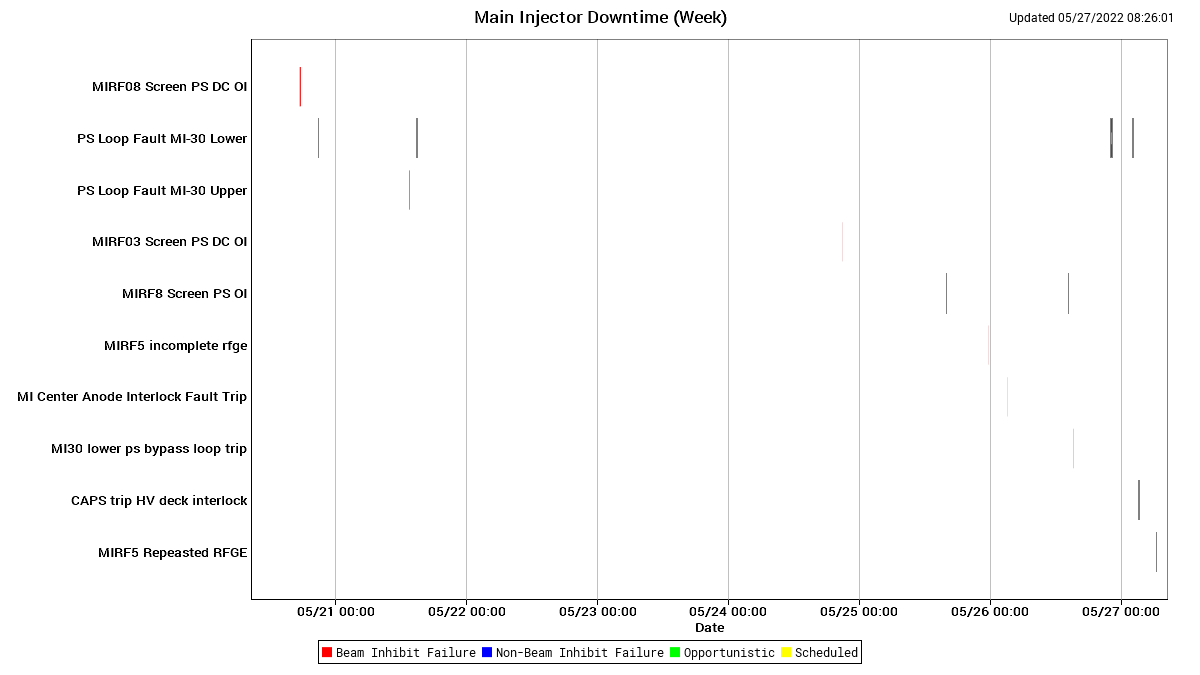 Main Injector Downtime (Week)
Updated 05/27/2022 08:26:01
MIRF08 Screen PS DC OI
PS Loop Fault MI-30 Lower
PS Loop Fault MI-30 Upper
MIRF03 Screen PS DC OI
MIRF8 Screen PS OI
MIRF5 incomplete rfge
MI Center Anode Interlock Fault Trip
MI30 lower ps bypass loop trip
CAPS trip HV deck interlock
MIRF5 Repeasted RFGE
05/21 00:00 05/22 00:00 05/23 00:00 05/24 00:00 05/25 00:00 05/26 00:00 05/27 00:00
Date
Beam Inhibit Failure Non-Beam Inhibit Failure Opportunistic Scheduled